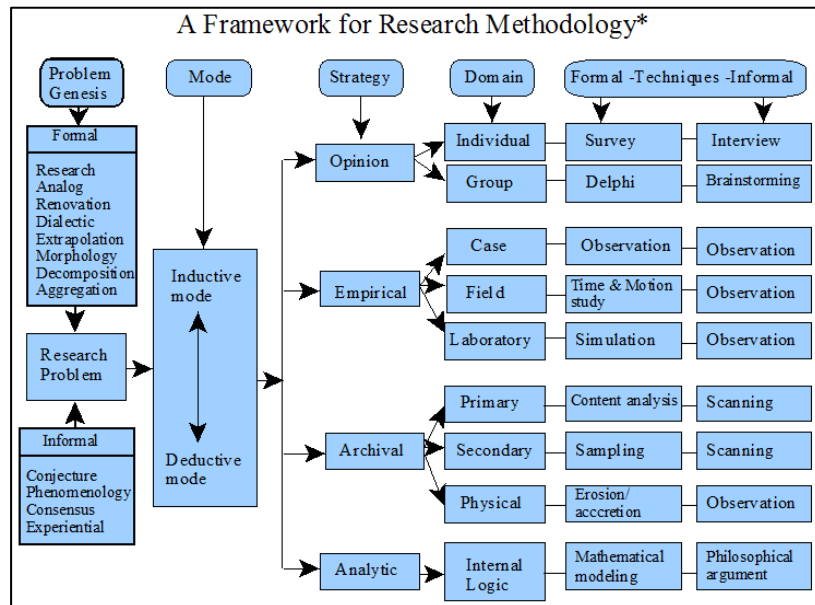 A Framework for Research Methodology*
Problem
Genesis
Mode
Strategy
Domain
Formal -Techniques -Informal
Formal
Research
Analog
Renovation
Dialectic
Extrapolation
Morphology
Decomposition
Aggregation
Research
Problem
Informal
Conjecture
Phenomenology
Consensus
Experiential
Inductive
mode
Deductive
mode
Opinion
Individual
Survey
Interview
Group
Delphi
Brainstorming
Empirical
Case
Observation
Observation
Field
Time & Motion
study
Observation
Laboratory
Simulation
Observation
Archival
Primary
Content analysis
Scanning
Secondary
Sampling
Scanning
Physical
Erosion/
acccretion
Observation
Analytic
Internal
Logic
Mathematical
modeling
Philosophical
argument